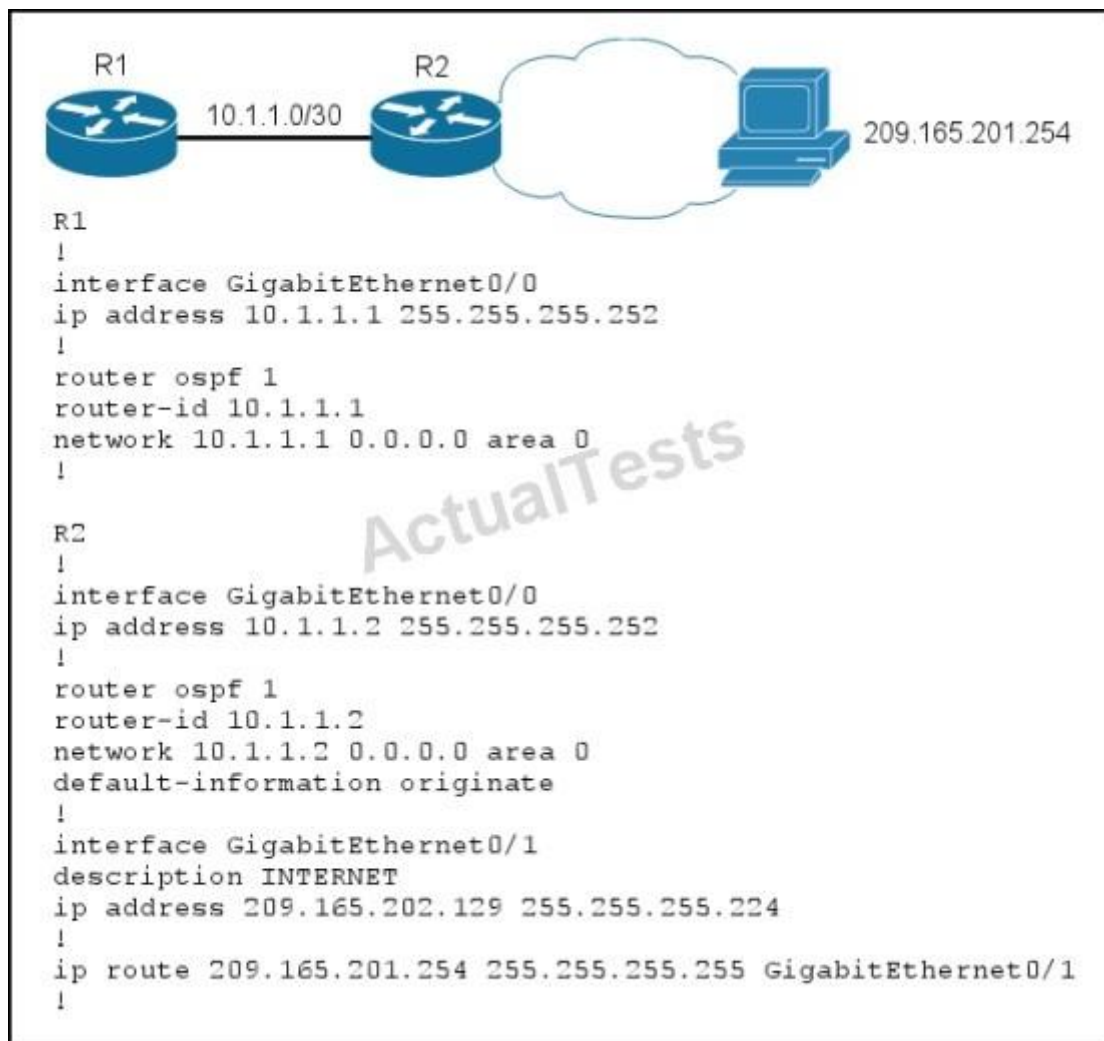 R1
R2
10.1.1.0/30
209.165.201.254
R1
!
interface GigabitEthernet0/0
ip address 10.1.1.1 255.255.255.252
!
router ospf 1
router-id 10.1.1.1
network 10.1.1.1 0.0.0.0 area 0
!
ActualTests
R2
!
interface GigabitEthernet0/0
ip address 10.1.1.2 255.255.255.252
!
router ospf 1
router-id 10.1.1.2
network 10.1.1.2 0.0.0.0 area 0
default-information originate
!
interface GigabitEthernet0/1
description INTERNET
ip address 209.165.202.129 255.255.255.224
!
ip route 209.165.201.254 255.255.255.255 GigabitEthernet0/1
!